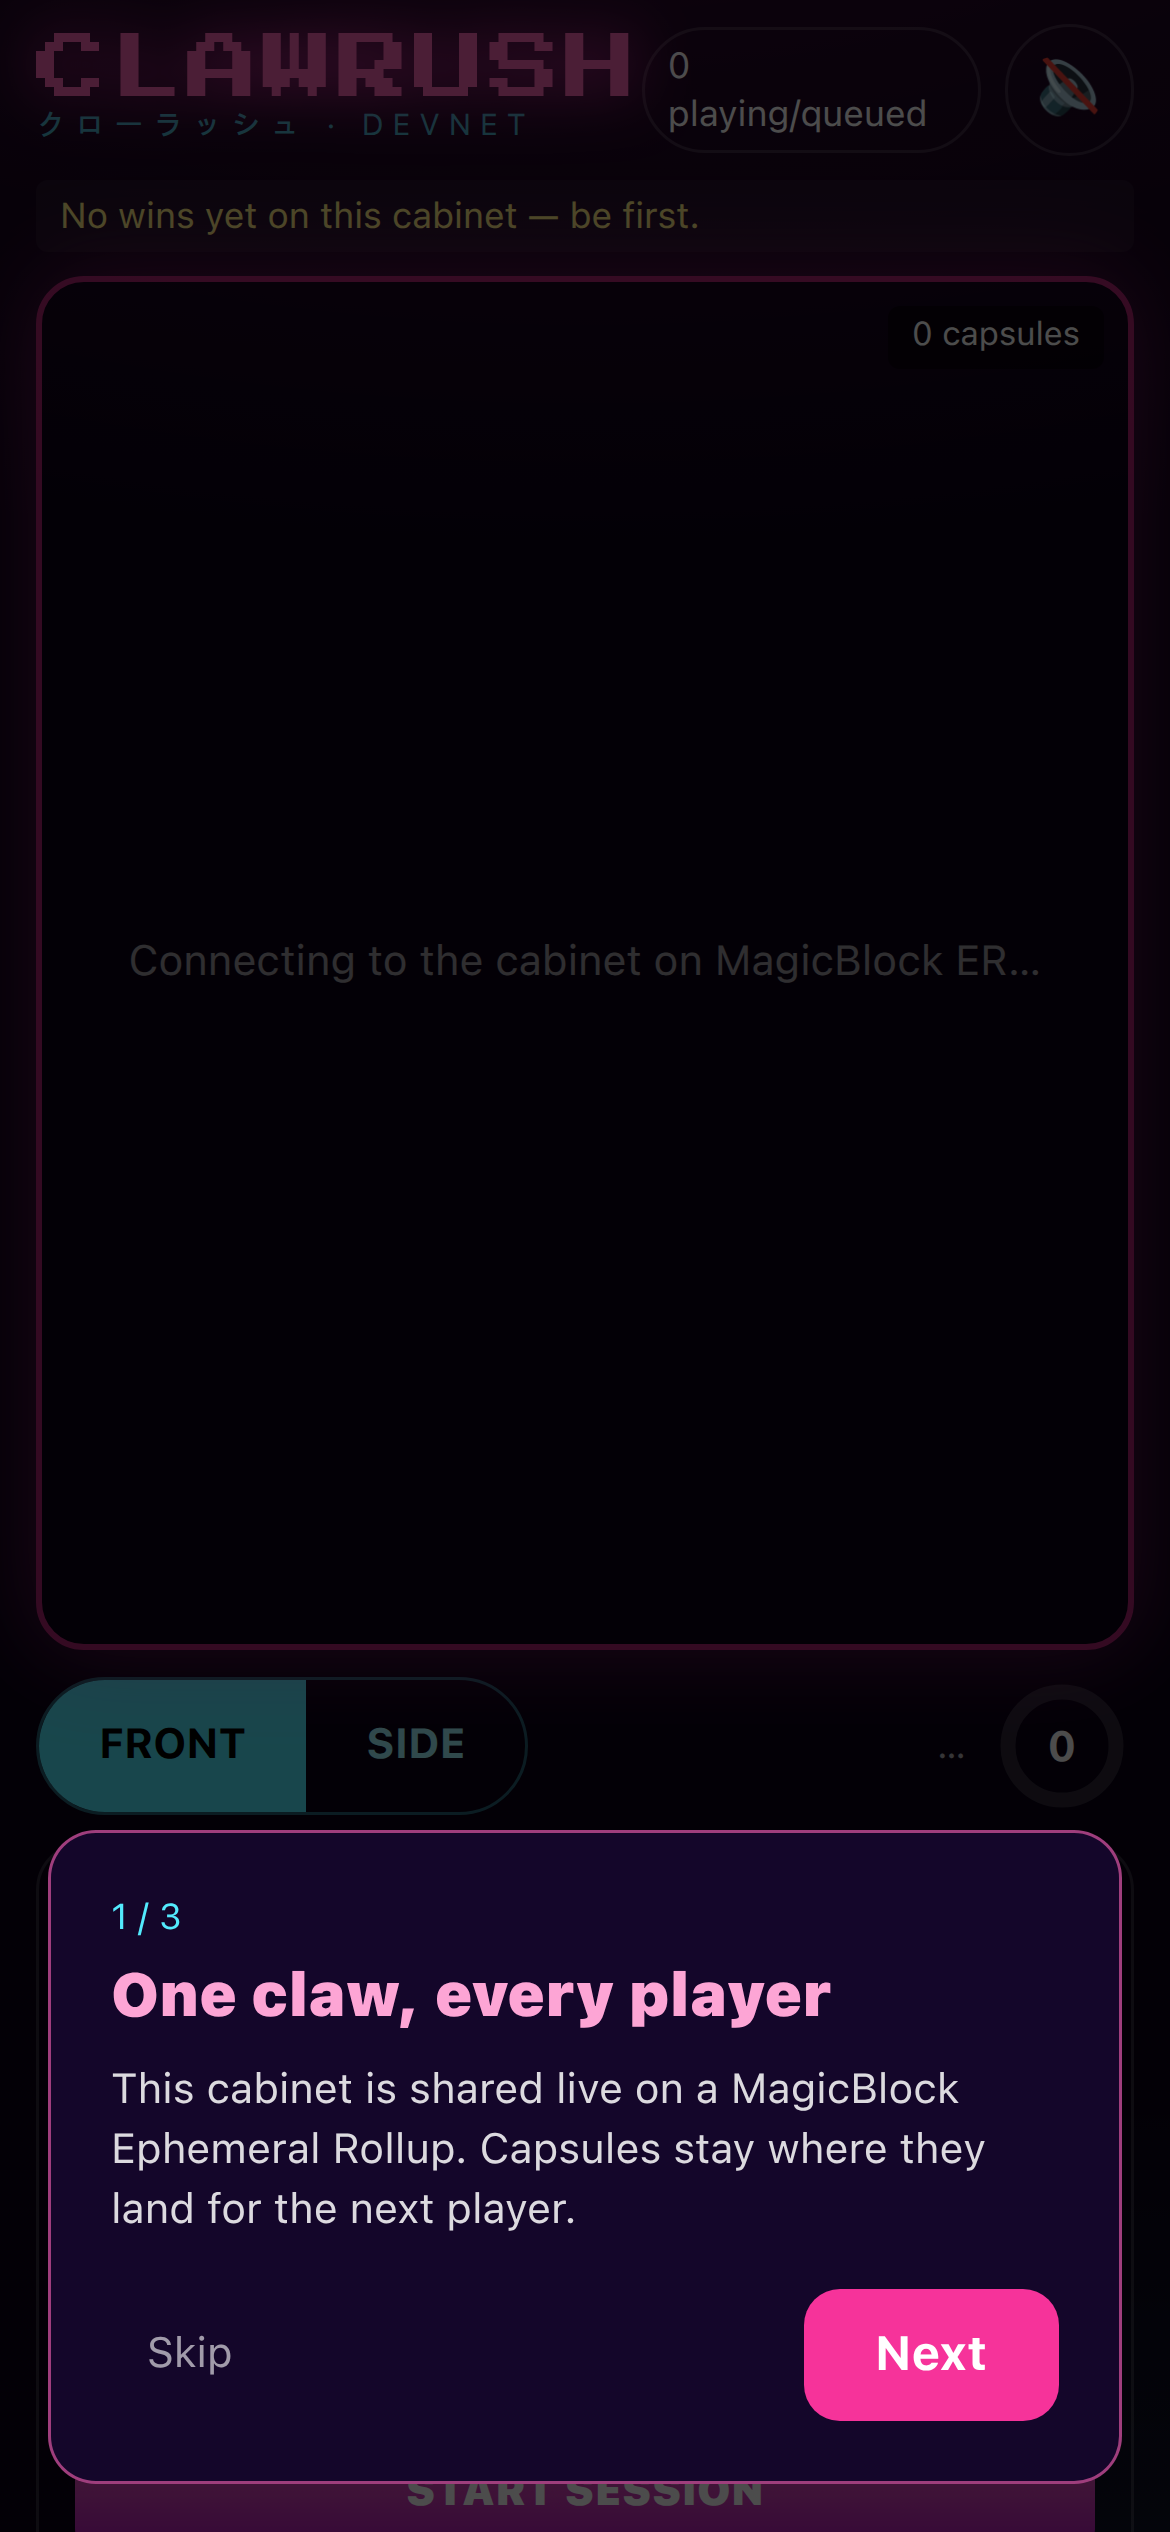 CLAWRUSH
クローラッシュ · DEVNET
0
playing/queued
No wins yet on this cabinet — be first.
0 capsules
Connecting to the cabinet on MagicBlock ER…
FRONT
SIDE
…
0
1 / 3
One claw, every player
This cabinet is shared live on a MagicBlock
Ephemeral Rollup. Capsules stay where they
land for the next player.
Skip
Next
START SESSION